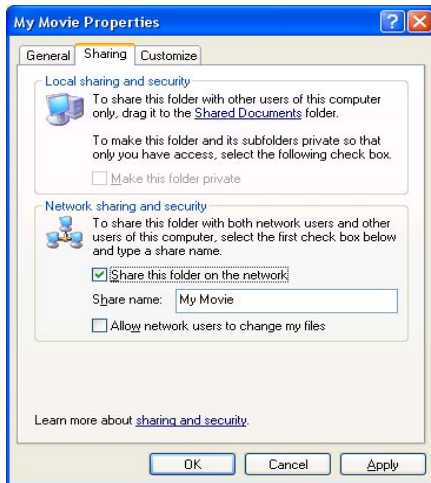 My Movie Properties
General Sharing Customize
Local sharing and security
To share this folder with other users of this computer
only, drag it to the Shared Documents folder.
To make this folder and its subfolders private so that
only you have access, select the following check box.
Make this folder private
Network sharing and security
To share this folder with both network users and other
users of this computer, select the first check box below
and type a share name.
Share this folder on the network
Share name: My Movie
Allow network users to change my files
Learn more about sharing and security.
OK Cancel Apply